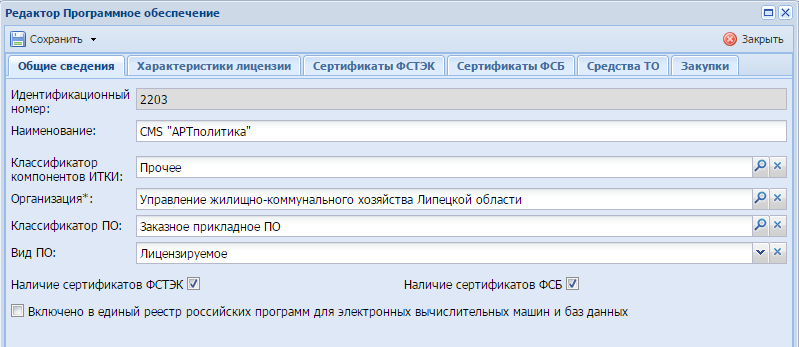 Редактор Программное обеспечение
Сохранить Закрыть
Общие сведения Характеристики лицензии Сертификаты ФСТЭК Сертификаты ФСБ Средства ТО Закупки
Идентификационный номер: 2203
Наименование: CMS "АРТполитика"
Классификатор компонентов ИТКИ: Прочее
Организация*: Управление жилищно-коммунального хозяйства Липецкой области
Классификатор ПО: Заказное прикладное ПО
Вид ПО: Лицензируемое
Наличие сертификатов ФСТЭК Наличие сертификатов ФСБ
Включено в единый реестр российских программ для электронных вычислительных машин и баз данных